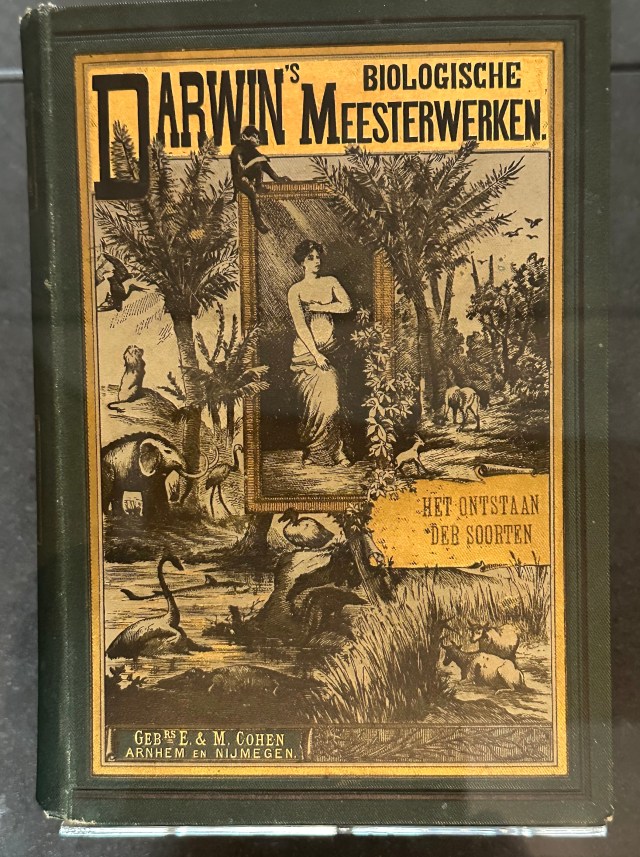 DARWIN'S BIOLOGISCHE
MEESTERWERKEN.
HET ONTSTAAN
DER SOORTEN
GEBRS E. & M. COHEN
ARNHEM EN NIJMEGEN.